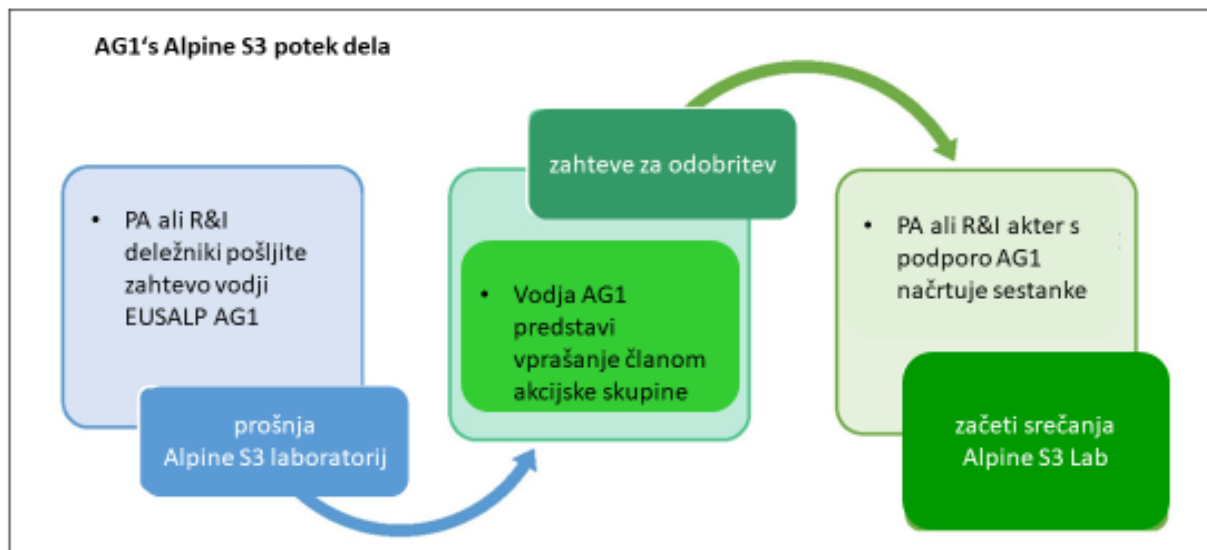 AG1‘s Alpine S3 potek dela
• PA ali R&I
deležniki pošljite
zahtevo vodji
EUSALP AG1
prošnja
Alpine S3 laboratorij
zahteve za odobritev
• Vodja AG1
predstavi
vprašanje članom
akcijske skupine
• PA ali R&I akter s
podporo AG1
načrtuje sestanke
začeti srečanja
Alpine S3 Lab